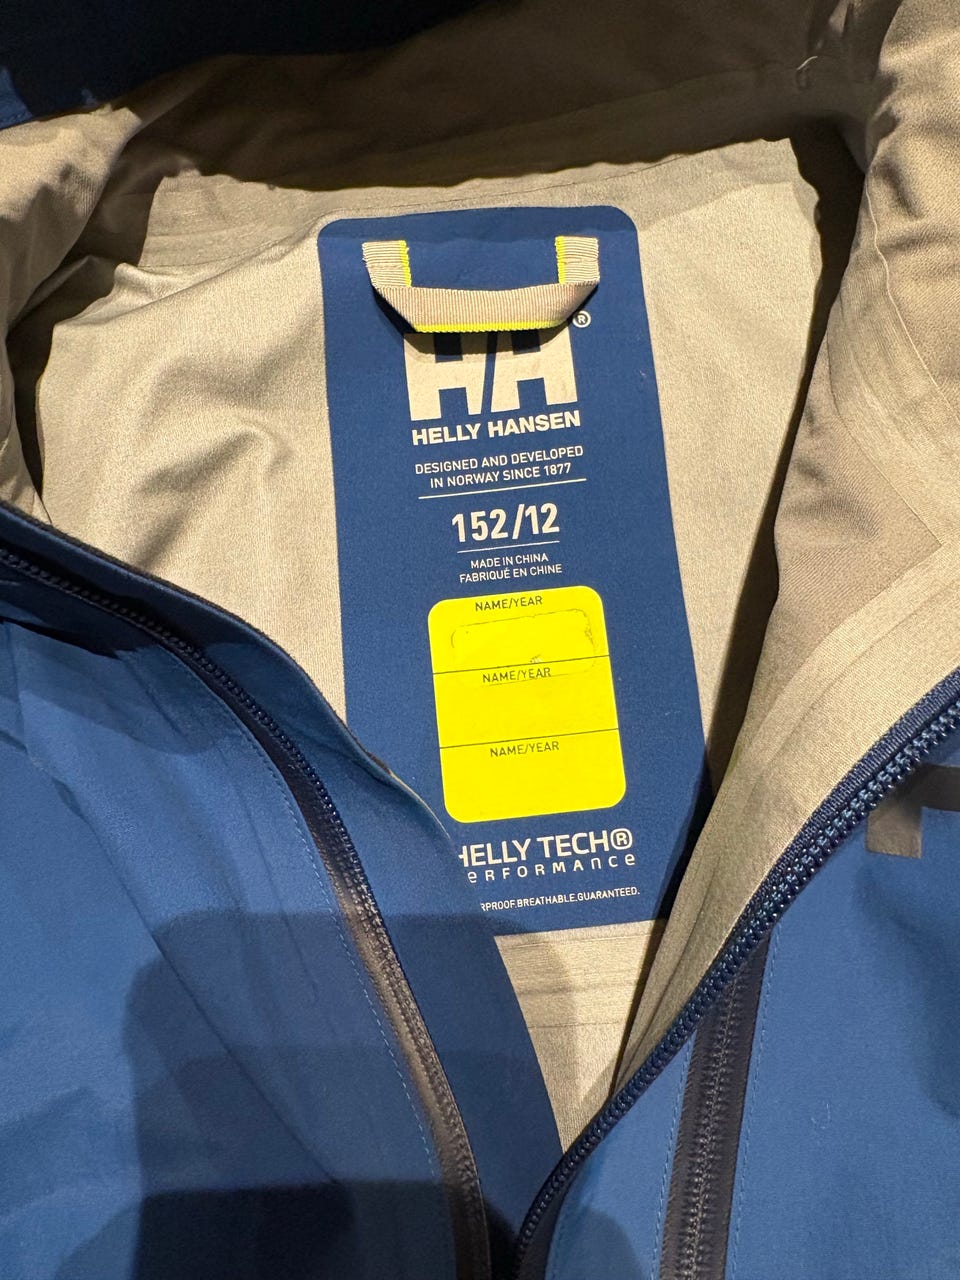 HH®
HELLY HANSEN
DESIGNED AND DEVELOPED
IN NORWAY SINCE 1877
152/12
MADE IN CHINA
FABRIQUÉ EN CHINE
NAME/YEAR
NAME/YEAR
NAME/YEAR
HELLY TECH®
PERFORMANCE
RPROOF.BREATHABLE.GUARANTEED.